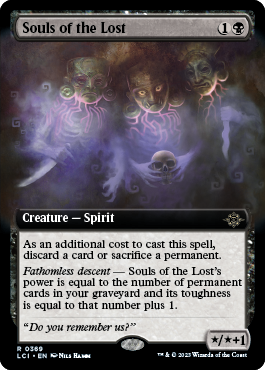 Souls of the Lost 1
Creature — Spirit
As an additional cost to cast this spell,
discard a card or sacrifice a permanent.
Fathomless descent — Souls of the Lost's
power is equal to the number of permanent
cards in your graveyard and its toughness
is equal to that number plus 1.
“Do you remember us?”
R 0369
LCI • EN Nils Hamm
*/*+1
™ & © 2023 Wizards of the Coast